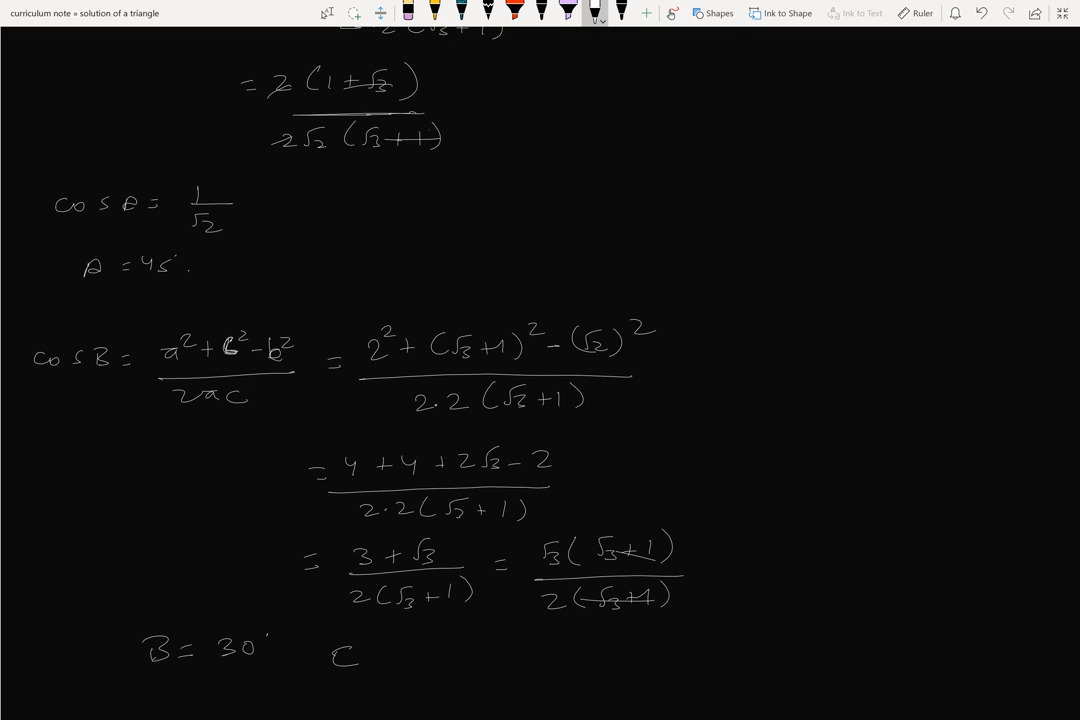 curriculum note » solution of a triangle
Shapes Ink to Shape Ink to Text Ruler
= 2 (1 + √3)
2√2 (√3 + 1)
cos A = 1
√2
A = 45°.
cos B = a² + c² - b² = 2² + (√3 + 1)² - (√2)²
2ac 2.2 (√3 + 1)
= 4 + 4 + 2√3 - 2
2.2 (√3 + 1)
= 3 + √3 = √3 (√3 + 1)
2 (√3 + 1) 2 (√3 + 1)
B = 30° C